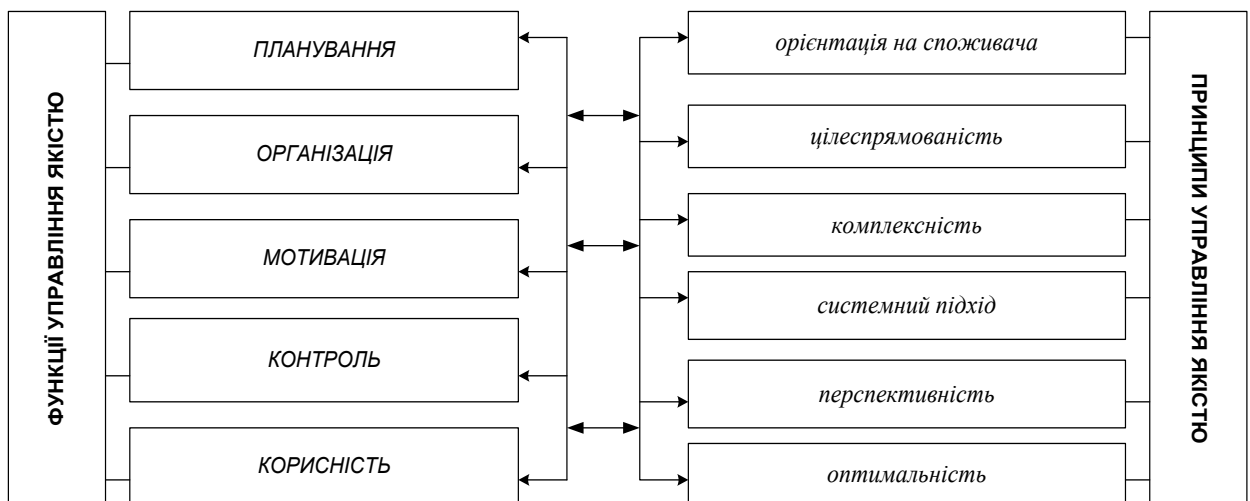 ФУНКЦІЇ УПРАВЛІННЯ ЯКІСТЮ
ПЛАНУВАННЯ
ОРГАНІЗАЦІЯ
МОТИВАЦІЯ
КОНТРОЛЬ
КОРИСНІСТЬ
орієнтація на споживача
цілеспрямованість
комплексність
системний підхід
перспективність
оптимальність
ПРИНЦИПИ УПРАВЛІННЯ ЯКІСТЮ